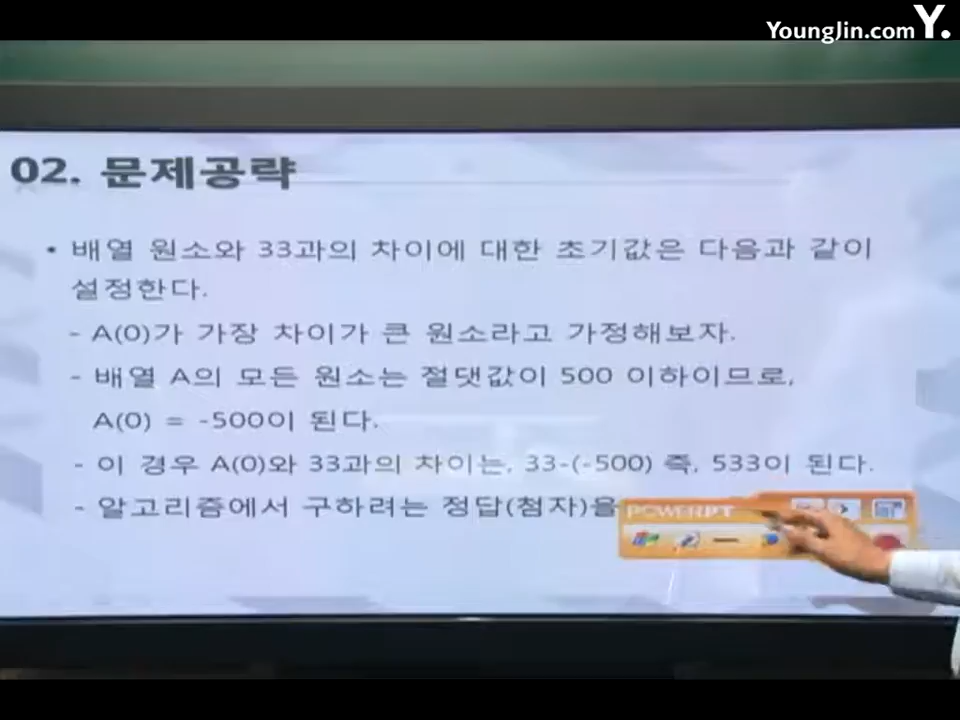 YoungJin.com Y.
02. 문제공략
• 배열 원소와 33과의 차이에 대한 초기값은 다음과 같이
설정한다.
- A(0)가 가장 차이가 큰 원소라고 가정해보자.
- 배열 A의 모든 원소는 절댓값이 500 이하이므로,
A(0) = -500이 된다.
- 이 경우 A(0)와 33과의 차이는, 33-(-500) 즉, 533이 된다.
- 알고리즘에서 구하려는 정답(첨자)을
POWERPT